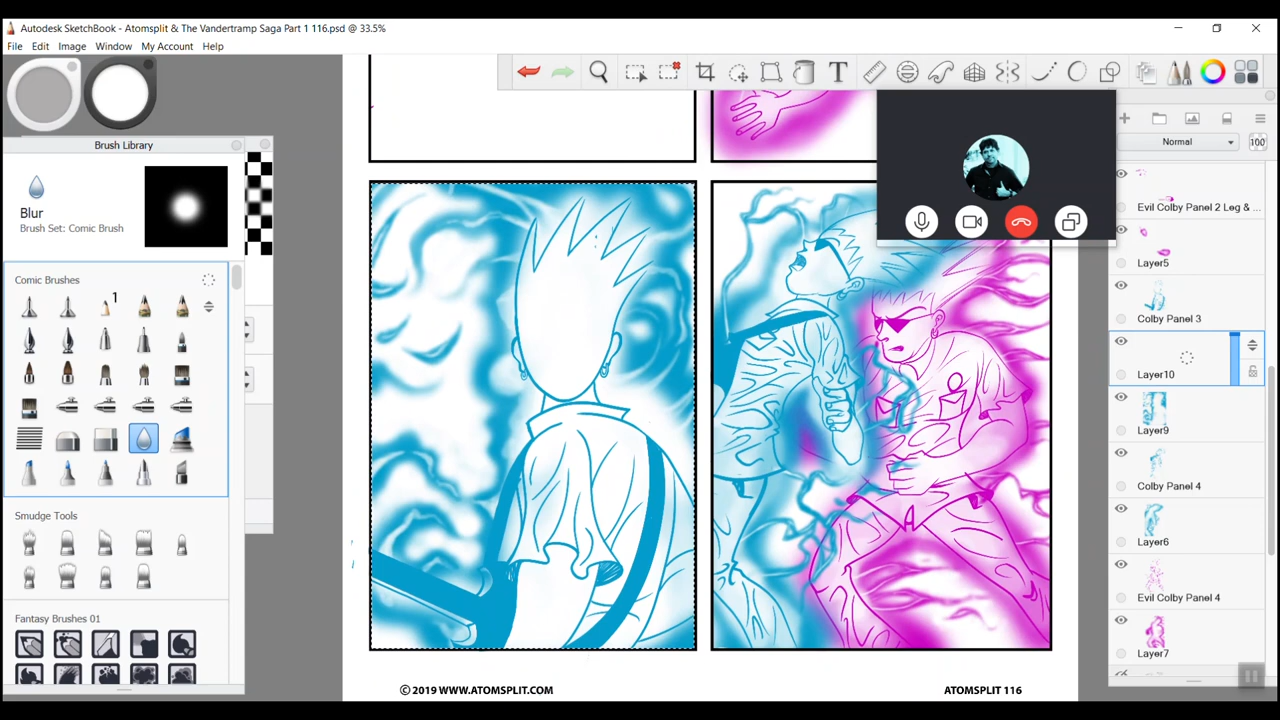 Autodesk SketchBook - Atomsplit & The Vandertramp Saga Part 1 116.psd @ 33.5%
File Edit Image Window My Account Help
Brush Library
Blur
Brush Set: Comic Brush
Comic Brushes
1
Smudge Tools
Fantasy Brushes 01
T
Normal
100
Evil Colby Panel 2 Leg & ...
Layer5
Colby Panel 3
Layer10
Layer9
Colby Panel 4
Layer6
Evil Colby Panel 4
Layer7
© 2019 WWW.ATOMSPLIT.COM
ATOMSPLIT 116